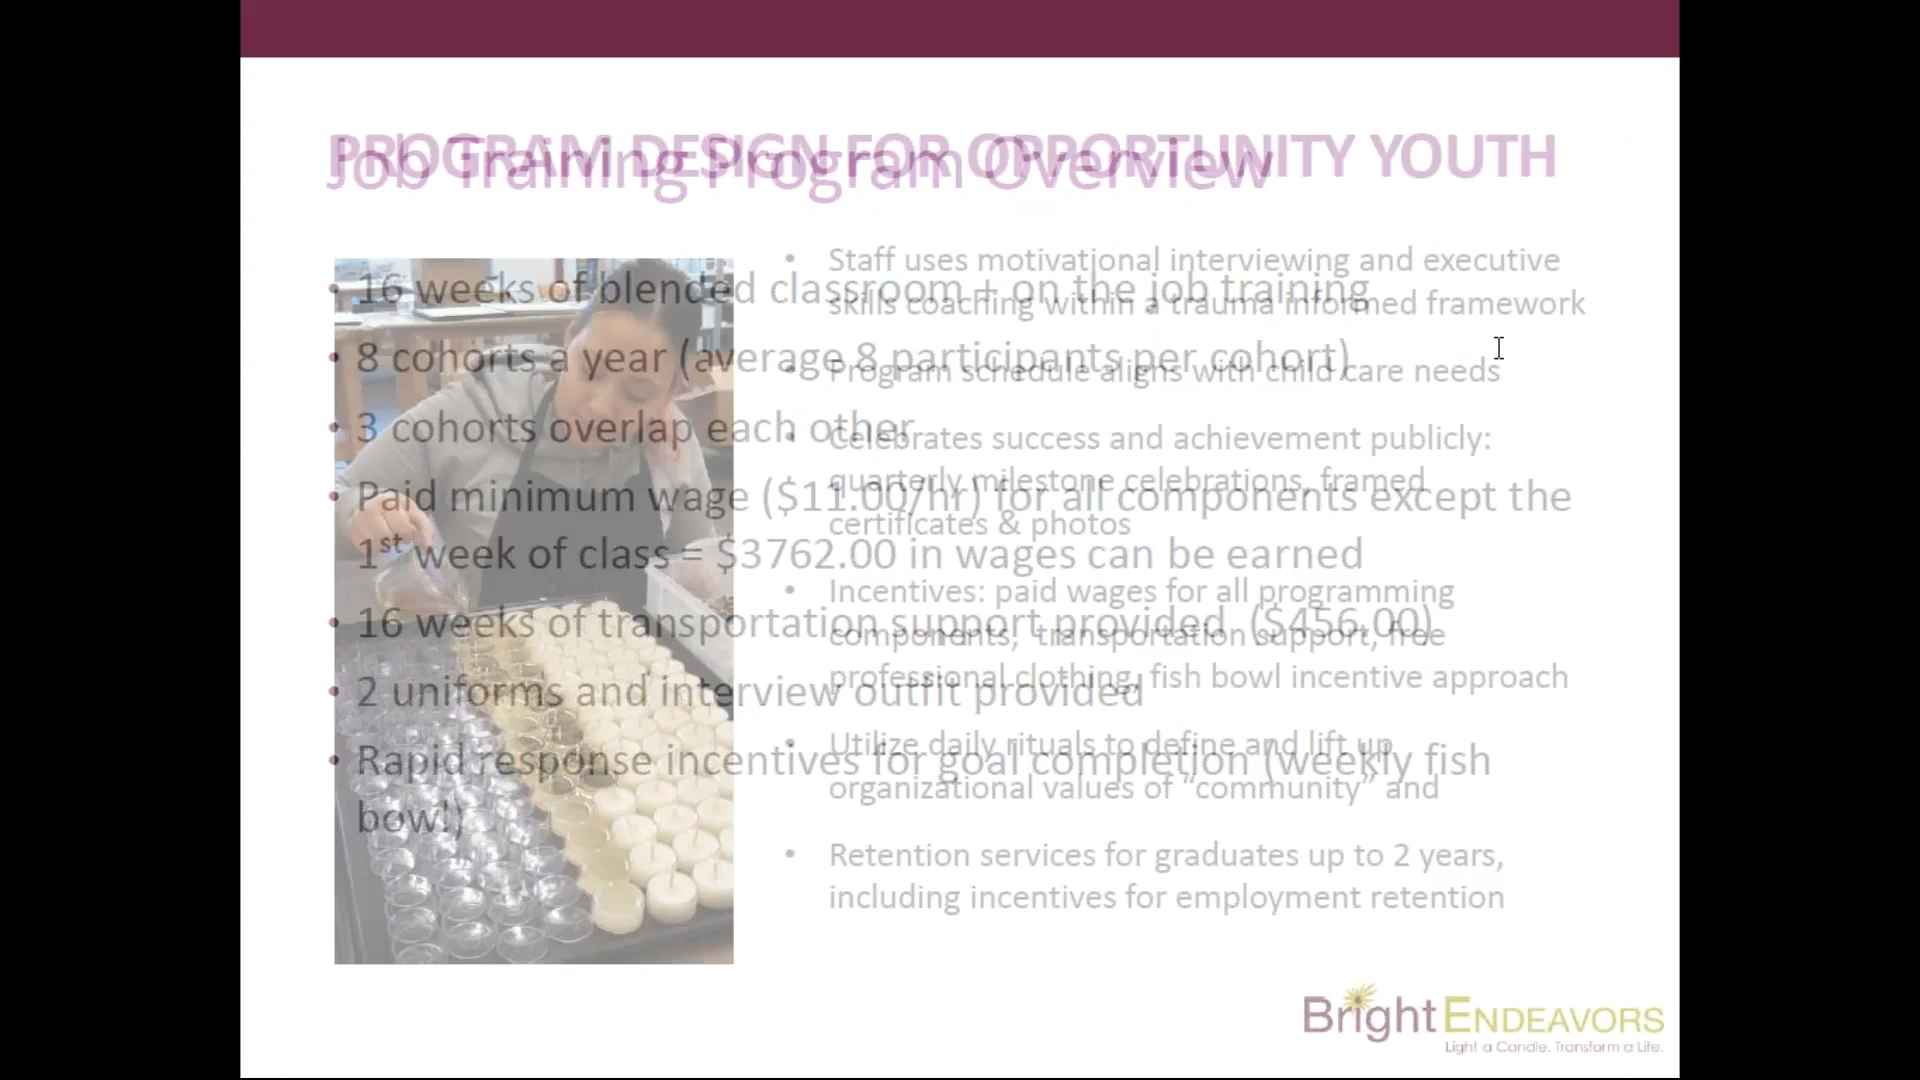 PROGRAM DESIGN FOR OPPORTUNITY YOUTH
Job Training Program Overview
• 16 weeks of blended classroom + on the job training
• 8 cohorts a year (average 8 participants per cohort)
• 3 cohorts overlap each other
• Paid minimum wage ($11.00/hr) for all components except the
1st week of class = $3762.00 in wages can be earned
• 16 weeks of transportation support provided ($456.00)
• 2 uniforms and interview outfit provided
• Rapid response incentives for goal completion (weekly fish
bowl)
• Staff uses motivational interviewing and executive
skills coaching within a trauma informed framework
• Program schedule aligns with child care needs
• Celebrates success and achievement publicly:
quarterly milestone celebrations, framed
certificates & photos
• Incentives: paid wages for all programming
components, transportation support, free
professional clothing, fish bowl incentive approach
• Utilize daily rituals to define and lift up
organizational values of “community” and
• Retention services for graduates up to 2 years,
including incentives for employment retention
BrightENDEAVORS
Light a Candle. Transform a Life.